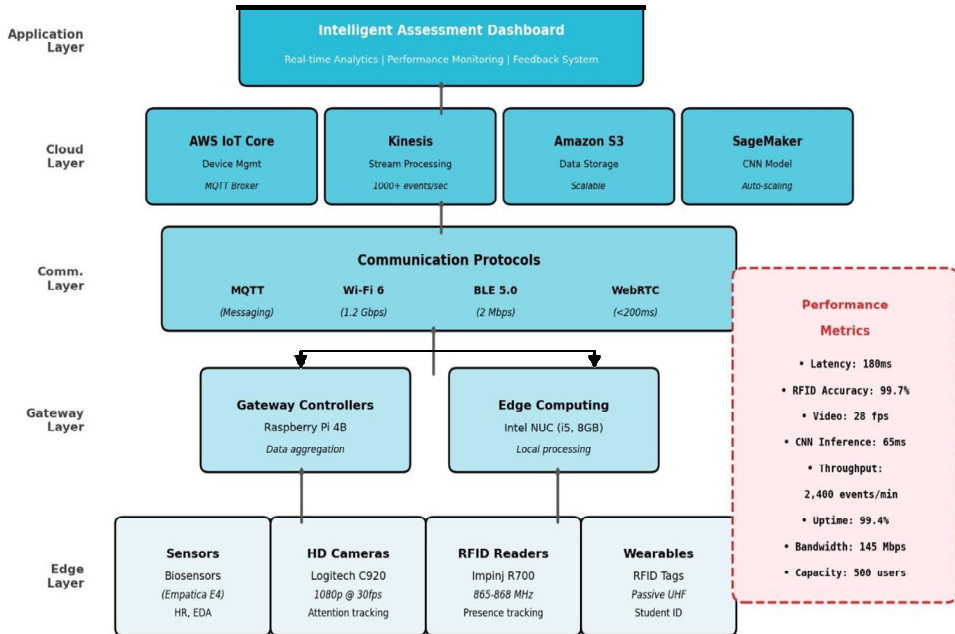 Application
Layer
Intelligent Assessment Dashboard
Real-time Analytics | Performance Monitoring | Feedback System
Cloud
Layer
AWS IoT Core
Device Mgmt
MQTT Broker
Kinesis
Stream Processing
1000+ events/sec
Amazon S3
Data Storage
Scalable
SageMaker
CNN Model
Auto-scaling
Comm.
Layer
Communication Protocols
MQTT
(Messaging)
Wi-Fi 6
(1.2 Gbps)
BLE 5.0
(2 Mbps)
WebRTC
(<200ms)
Performance
Metrics
• Latency: 180ms
• RFID Accuracy: 99.7%
• Video: 28 fps
• CNN Inference: 65ms
• Throughput:
2,400 events/min
• Uptime: 99.4%
• Bandwidth: 145 Mbps
• Capacity: 500 users
Gateway
Layer
Gateway Controllers
Raspberry Pi 4B
Data aggregation
Edge Computing
Intel NUC (i5, 8GB)
Local processing
Edge
Layer
Sensors
Biosensors
(Empatica E4)
HR, EDA
HD Cameras
Logitech C920
1080p @ 30fps
Attention tracking
RFID Readers
Impinj R700
865-868 MHz
Presence tracking
Wearables
RFID Tags
Passive UHF
Student ID